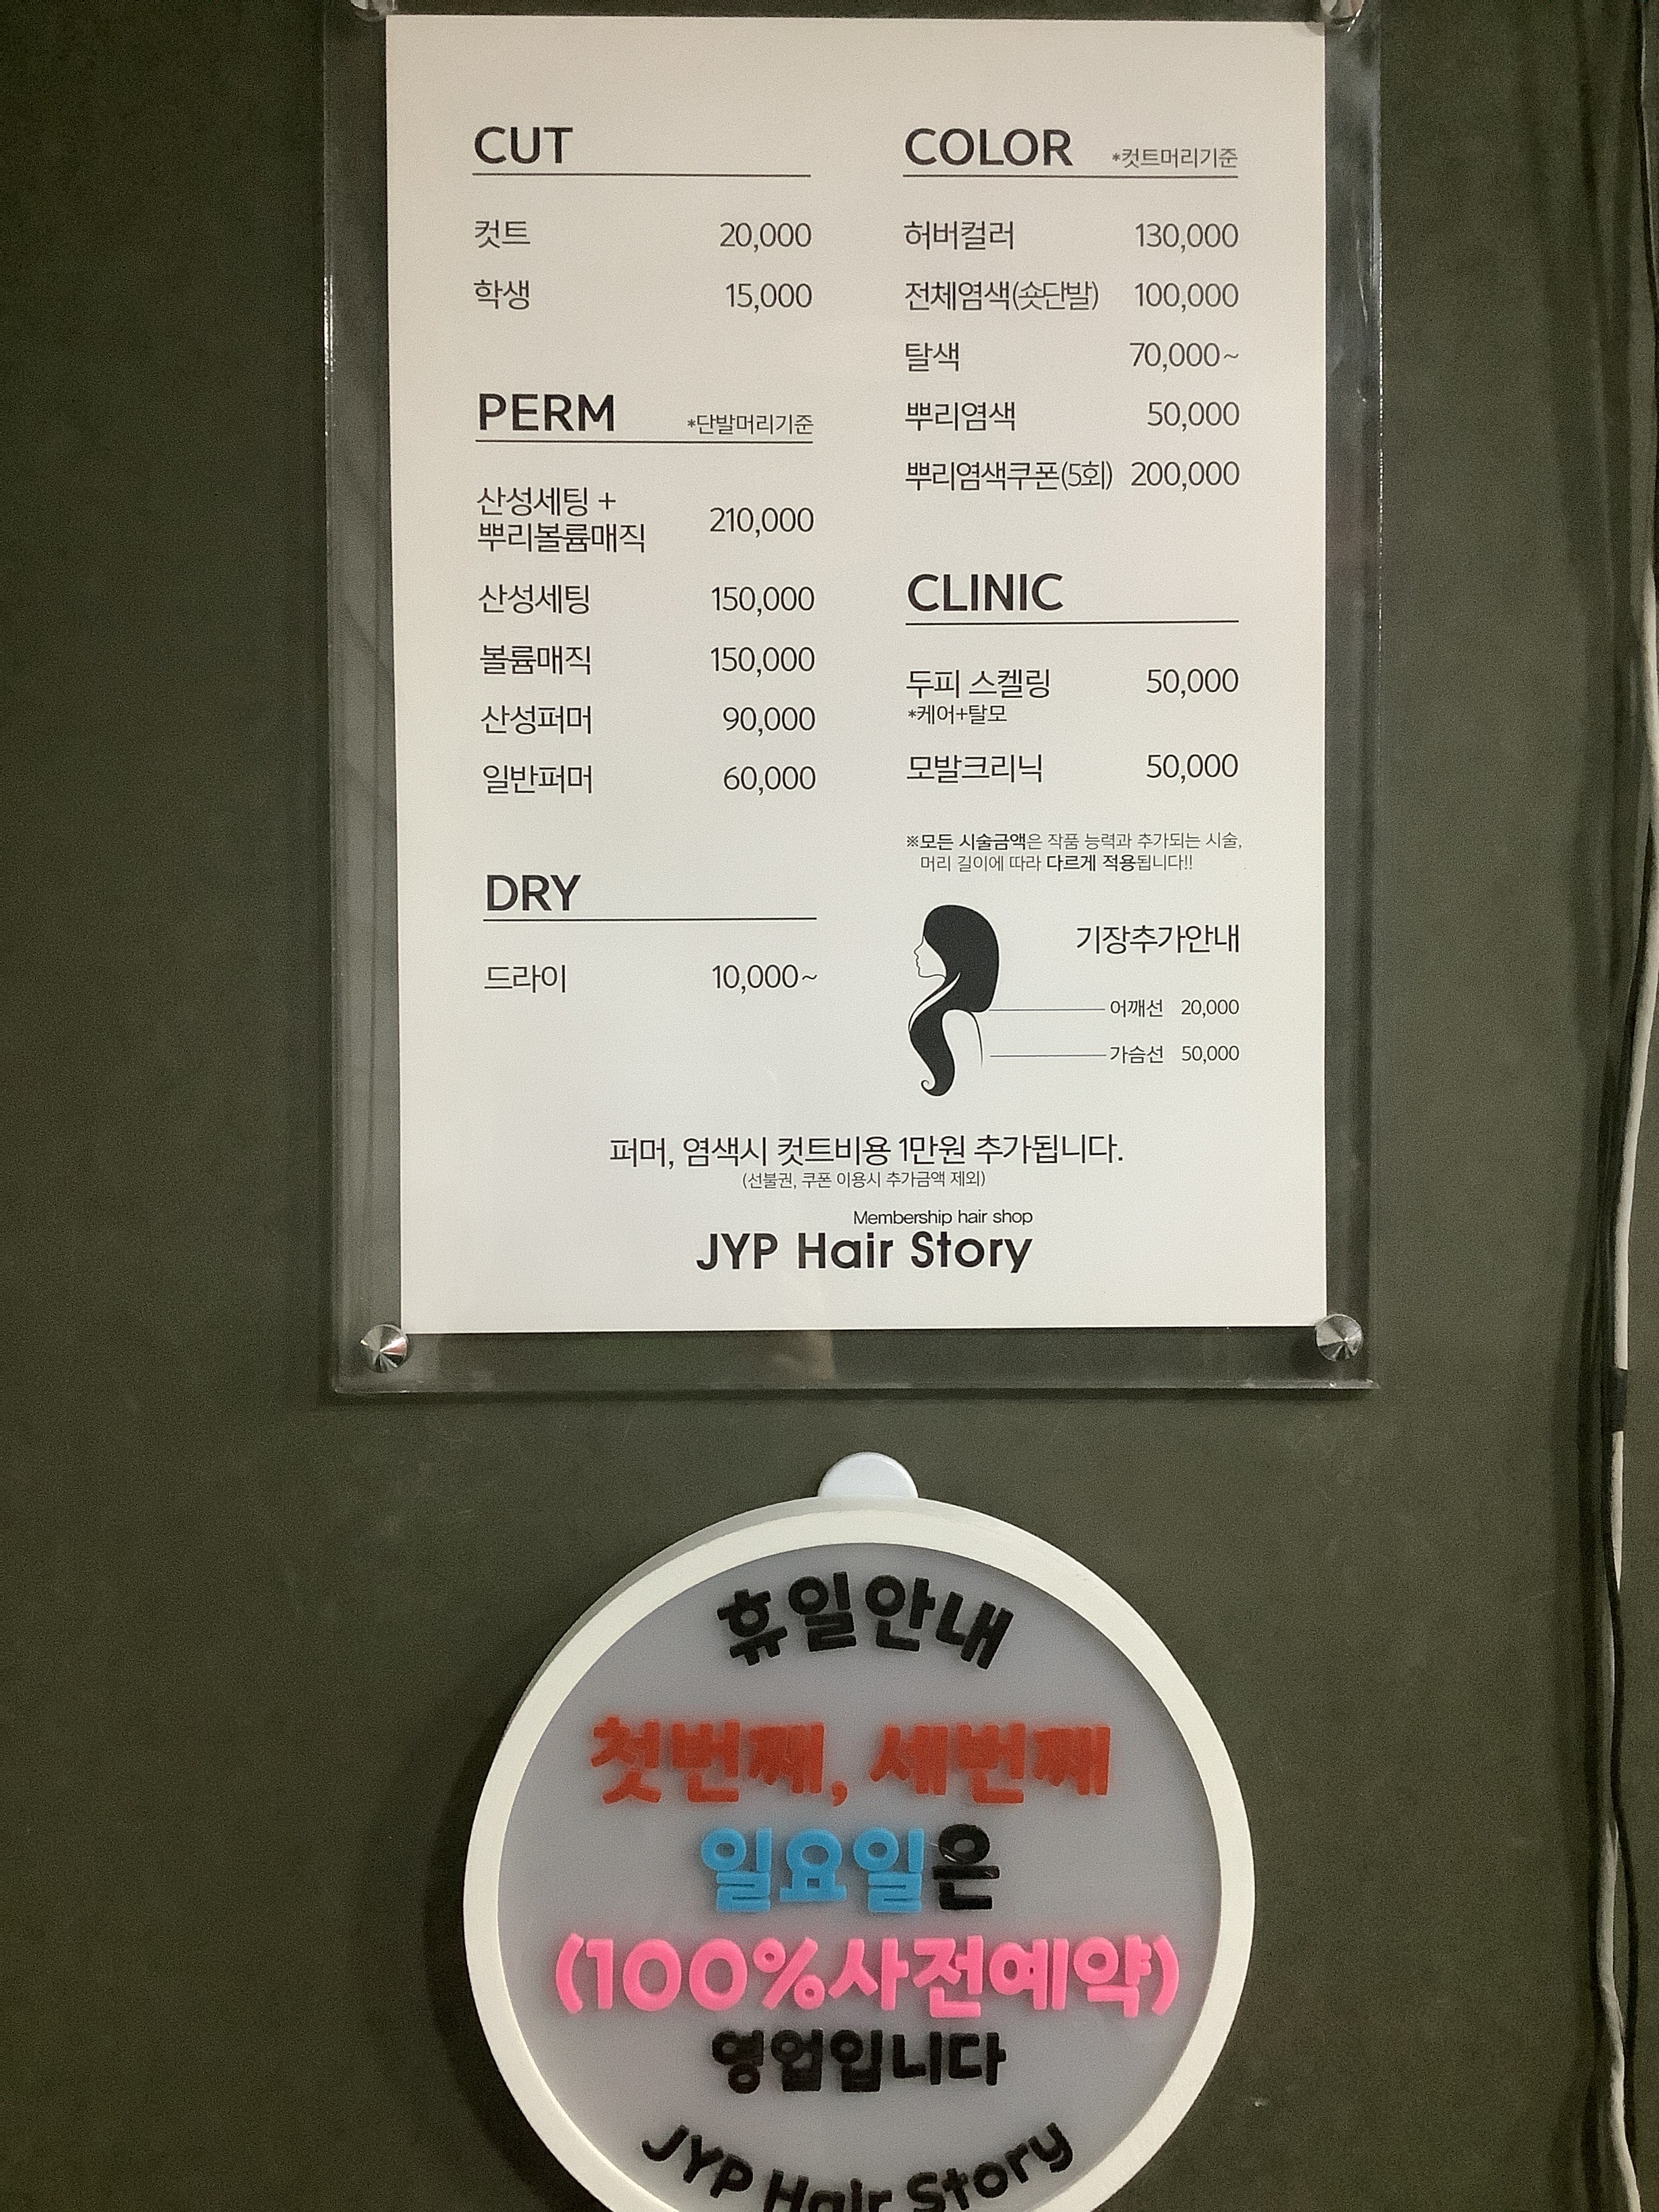 CUT
컷트 20,000
학생 15,000
PERM *단발머리기준
산성세팅 +
뿌리볼륨매직 210,000
산성세팅 150,000
볼륨매직 150,000
산성퍼머 90,000
일반퍼머 60,000
DRY
드라이 10,000~
COLOR *컷트머리기준
허버컬러 130,000
전체염색(숏단발) 100,000
탈색 70,000~
뿌리염색 50,000
뿌리염색쿠폰(5회) 200,000
CLINIC
두피 스켈링 50,000
*케어+탈모
모발크리닉 50,000
※모든 시술금액은 작품 능력과 추가되는 시술,
머리 길이에 따라 다르게 적용됩니다!!
기장추가안내
어깨선 20,000
가슴선 50,000
퍼머, 염색시 컷트비용 1만원 추가됩니다.
(선불권, 쿠폰 이용시 추가금액 제외)
Membership hair shop
JYP Hair Story
휴일안내
첫번째, 세번째
일요일은
(100%사전예약)
영업입니다
JYP Hair Story